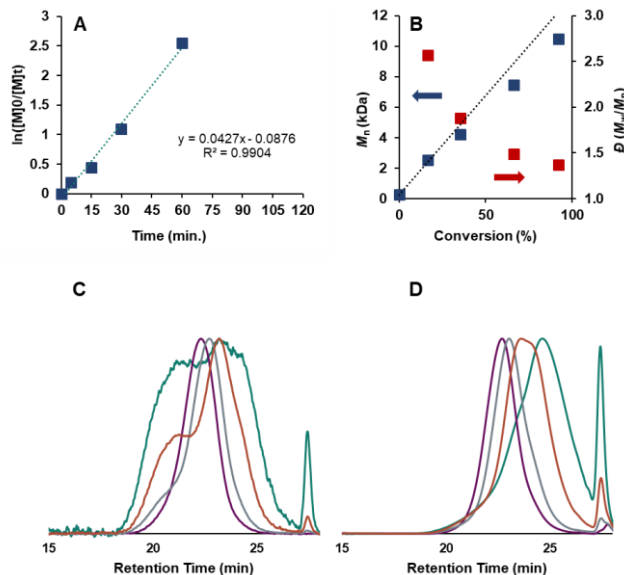 A
3
2.5
2
1.5
1
0.5
0
ln([M]0/[M]t)
y = 0.0427x - 0.0876
R² = 0.9904
0 15 30 45 60 75 90 105 120
Time (min.)
B
12
10
8
6
4
2
0
Mn (kDa)
3.0
2.5
2.0
1.5
1.0
Đ (Mw/Mn)
0 50 100
Conversion (%)
C
15 20 25
Retention Time (min)
D
15 20 25
Retention Time (min)